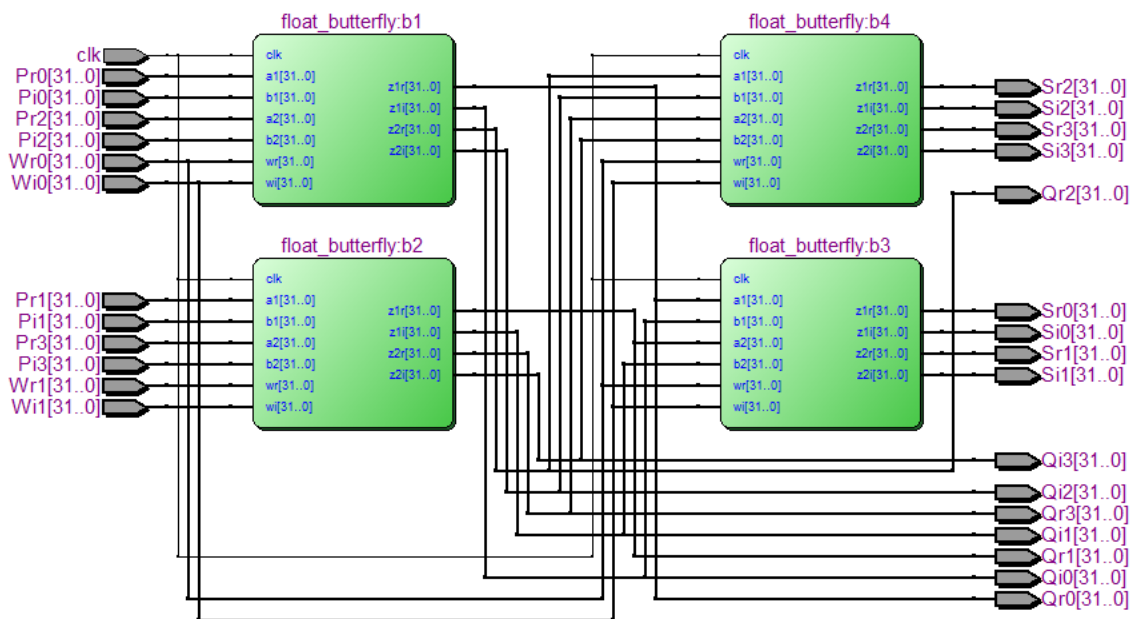 float_butterfly:b1
clk
Pr0[31..0]
Pi0[31..0]
Pr2[31..0]
Pi2[31..0]
Wr0[31..0]
Wi0[31..0]
clk
a1[31..0]
b1[31..0]
a2[31..0]
b2[31..0]
wr[31..0]
wi[31..0]
z1r[31..0]
z1i[31..0]
z2r[31..0]
z2i[31..0]
float_butterfly:b4
clk
a1[31..0]
b1[31..0]
a2[31..0]
b2[31..0]
wr[31..0]
wi[31..0]
z1r[31..0]
z1i[31..0]
z2r[31..0]
z2i[31..0]
Sr2[31..0]
Si2[31..0]
Sr3[31..0]
Si3[31..0]
Qr2[31..0]
float_butterfly:b2
Pr1[31..0]
Pi1[31..0]
Pr3[31..0]
Pi3[31..0]
Wr1[31..0]
Wi1[31..0]
clk
a1[31..0]
b1[31..0]
a2[31..0]
b2[31..0]
wr[31..0]
wi[31..0]
z1r[31..0]
z1i[31..0]
z2r[31..0]
z2i[31..0]
float_butterfly:b3
clk
a1[31..0]
b1[31..0]
a2[31..0]
b2[31..0]
wr[31..0]
wi[31..0]
z1r[31..0]
z1i[31..0]
z2r[31..0]
z2i[31..0]
Sr0[31..0]
Si0[31..0]
Sr1[31..0]
Si1[31..0]
Qi3[31..0]
Qi2[31..0]
Qr3[31..0]
Qi1[31..0]
Qr1[31..0]
Qi0[31..0]
Qr0[31..0]